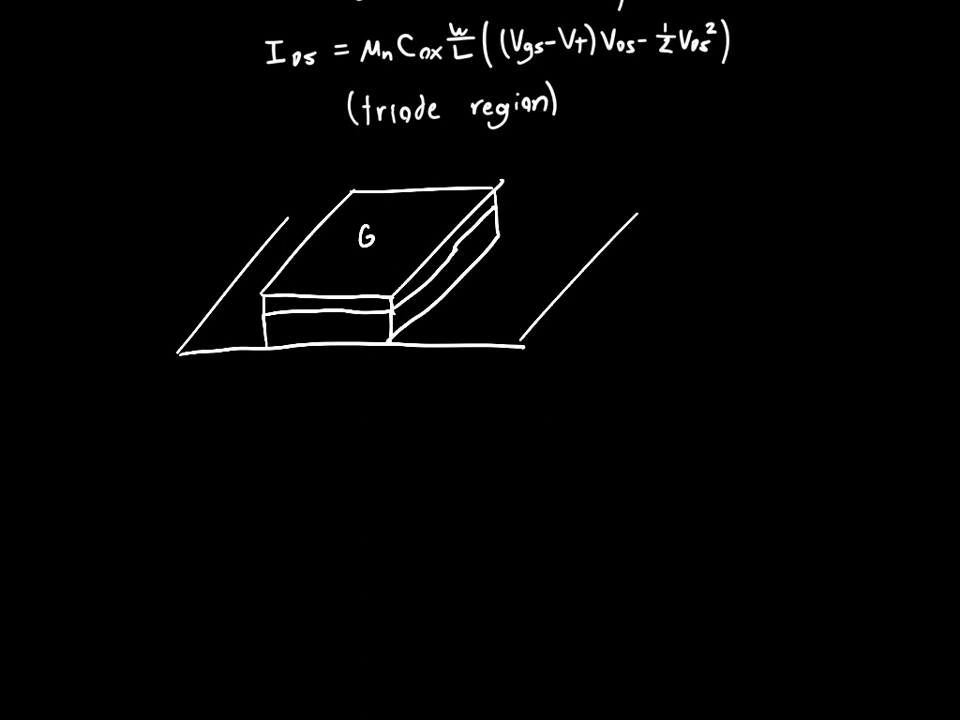 I_DS = μ_n C_ox W/L ((V_gs - V_t) V_DS - 1/2 V_DS²)
(triode region)
G